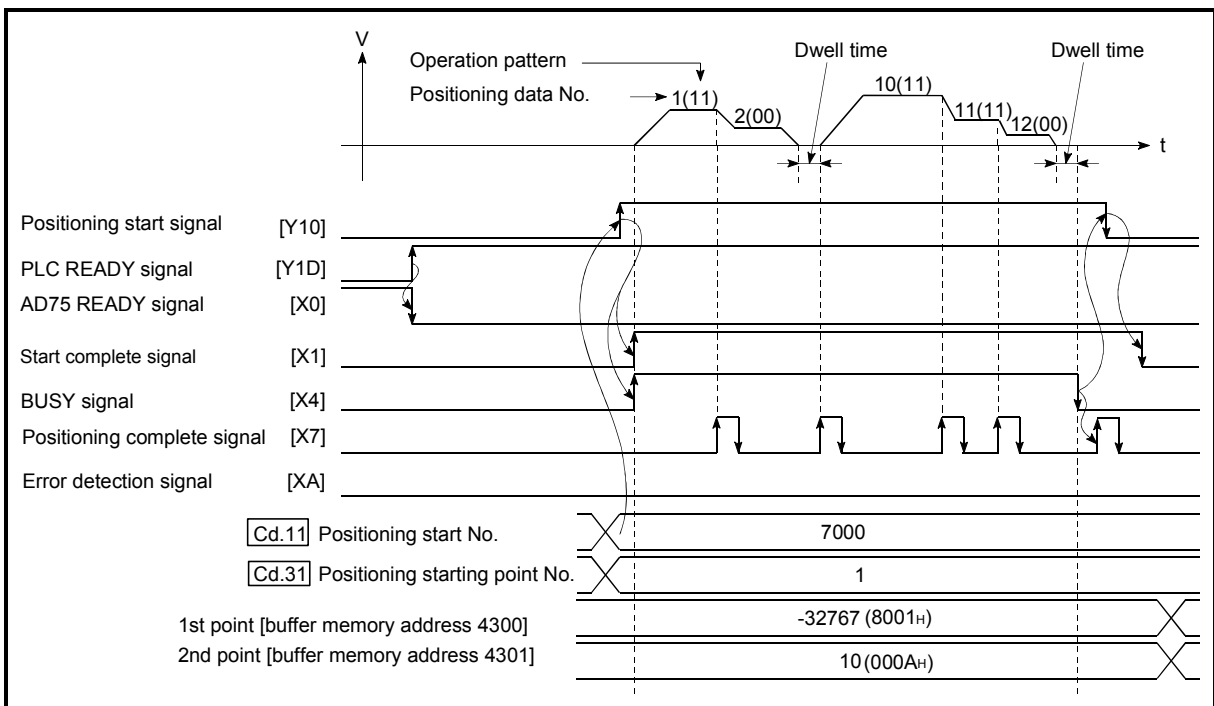 V
Operation pattern
Dwell time
Dwell time
Positioning data No.
1(11)
2(00)
10(11)
11(11)
12(00)
t
Positioning start signal [Y10]
PLC READY signal [Y1D]
AD75 READY signal [X0]
Start complete signal [X1]
BUSY signal [X4]
Positioning complete signal [X7]
Error detection signal [XA]
Cd.11 Positioning start No. 7000
Cd.31 Positioning starting point No. 1
1st point [buffer memory address 4300] -32767 (8001H)
2nd point [buffer memory address 4301] 10(000AH)